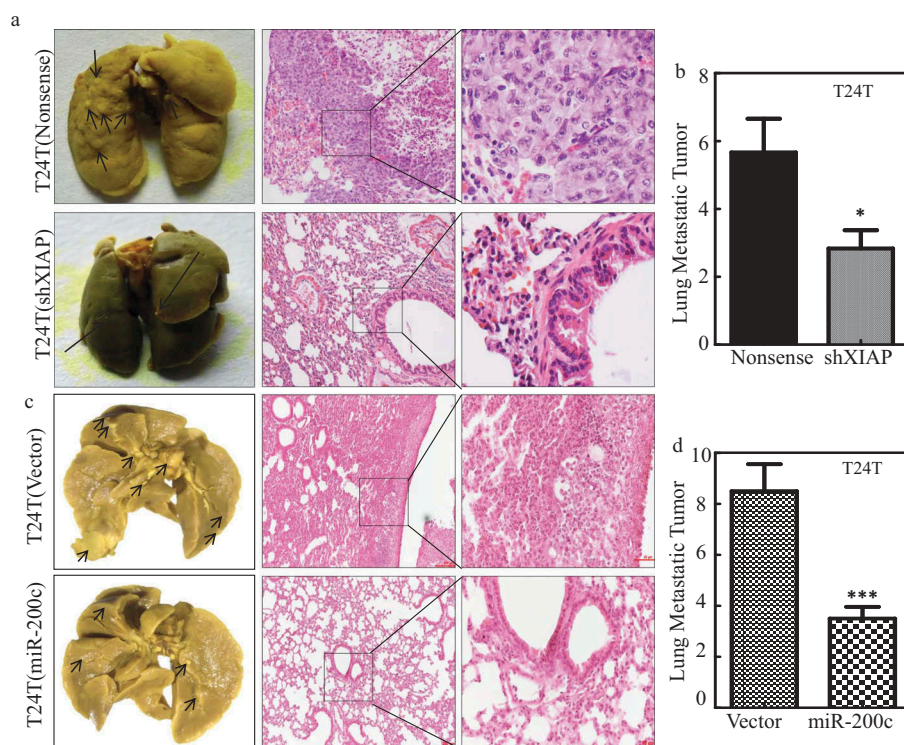 a
T24T(Nonsense)
T24T(shXIAP)
b
Lung Metastatic Tumor
8
6
4
2
0
T24T
*
Nonsense shXIAP
c
T24T(Vector)
T24T(miR-200c)
d
Lung Metastatic Tumor
10
8
6
4
2
0
T24T
***
Vector miR-200c